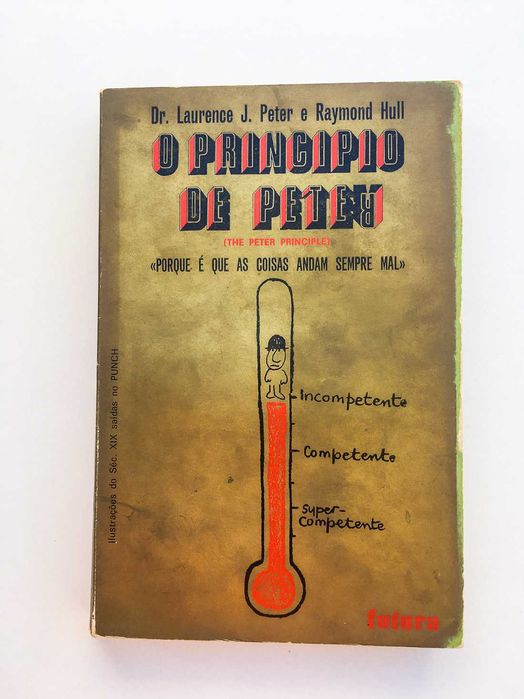 Dr. Laurence J. Peter e Raymond Hull
O PRINCIPIO
DE PETER
(THE PETER PRINCIPLE)
«PORQUE É QUE AS COISAS ANDAM SEMPRE MAL»
Incompetente
Competente
Super-
competente
Ilustrações do Séc. XIX saídas no PUNCH
futura